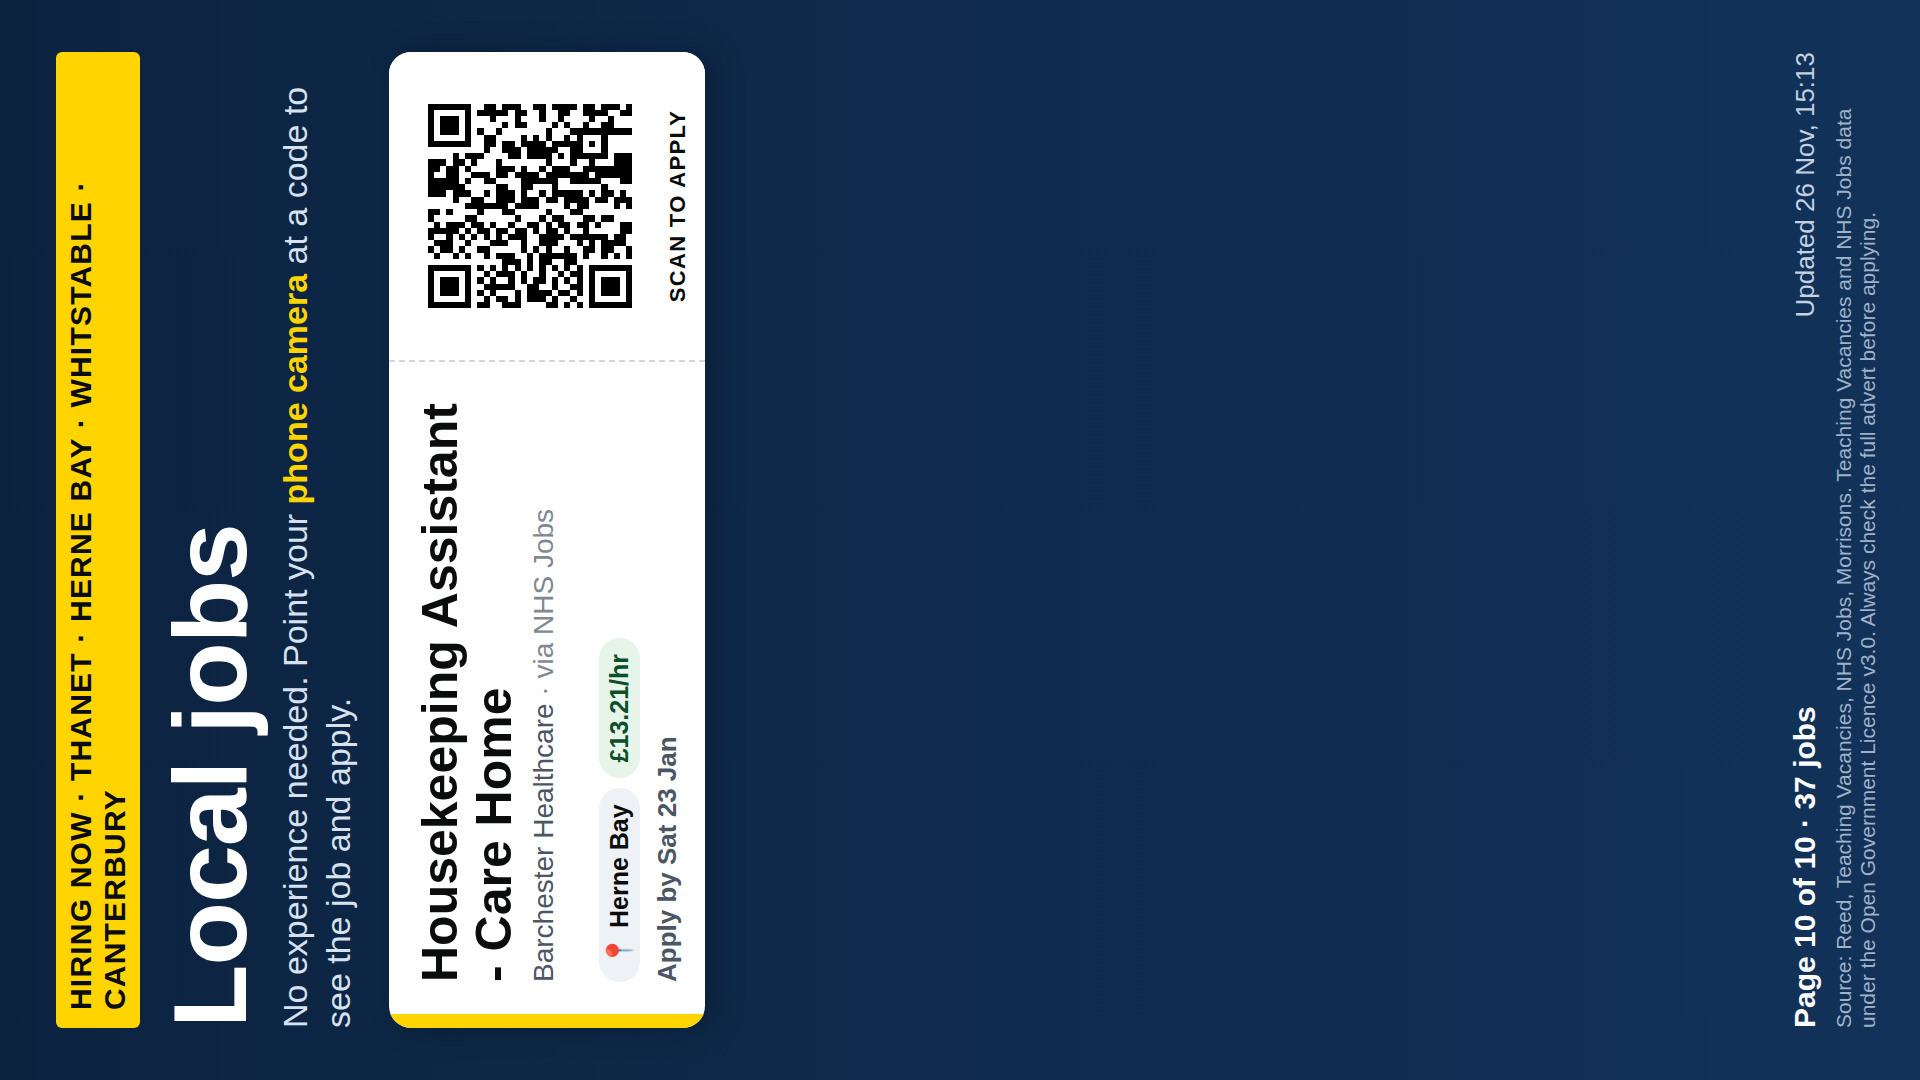 HIRING NOW · THANET · HERNE BAY · WHITSTABLE ·
CANTERBURY
Local jobs
No experience needed. Point your phone camera at a code to
see the job and apply.
Housekeeping Assistant
- Care Home
Barchester Healthcare · via NHS Jobs
Herne Bay
£13.21/hr
Apply by Sat 23 Jan
SCAN TO APPLY
Page 10 of 10 · 37 jobs
Updated 26 Nov, 15:13
Source: Reed, Teaching Vacancies, NHS Jobs, Morrisons. Teaching Vacancies and NHS Jobs data
under the Open Government Licence v3.0. Always check the full advert before applying.